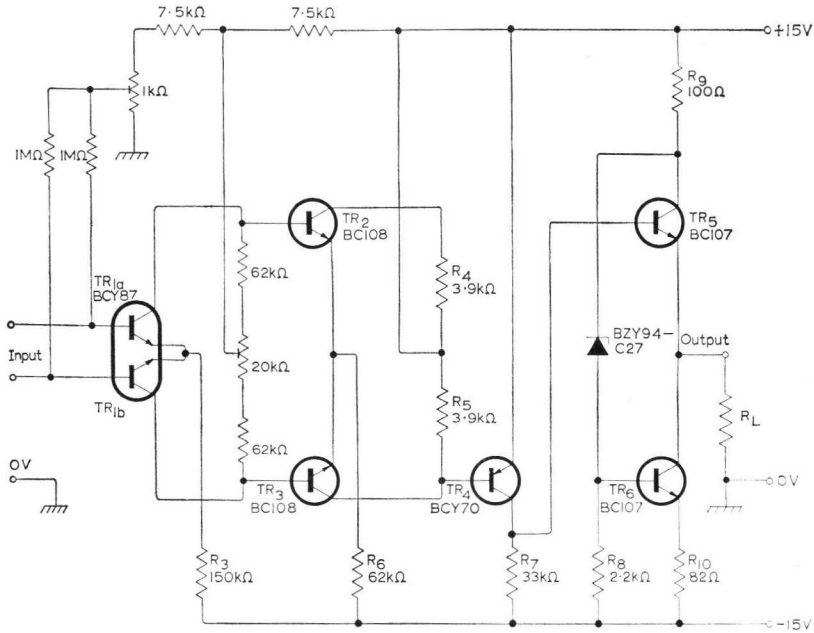 7·5kΩ
7·5kΩ
+15V
1kΩ
R9
100Ω
1MΩ
1MΩ
TR2
BC108
TR5
BC107
TR1a
BCY87
62kΩ
R4
3·9kΩ
BZY94-
C27
Output
Input
20kΩ
TR1b
R5
3·9kΩ
RL
62kΩ
0V
TR3
BC108
TR4
BCY70
TR6
BC107
0V
R3
150kΩ
R6
62kΩ
R7
33kΩ
R8
2·2kΩ
R10
82Ω
-15V